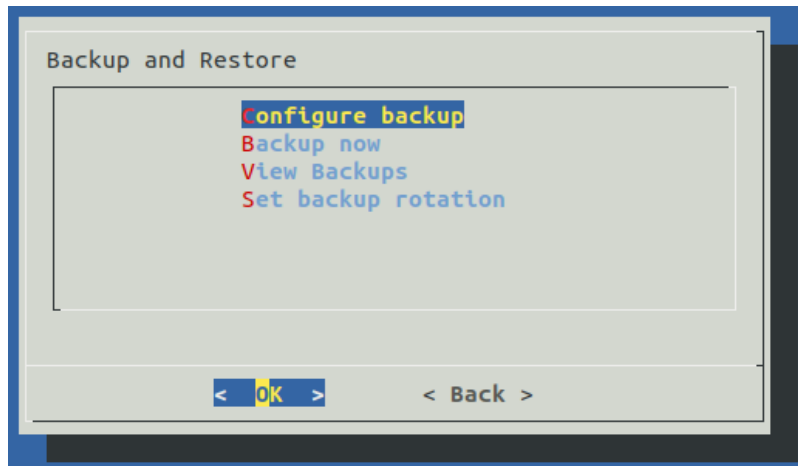 Backup and Restore
Configure backup
Backup now
View Backups
Set backup rotation
< OK > < Back >